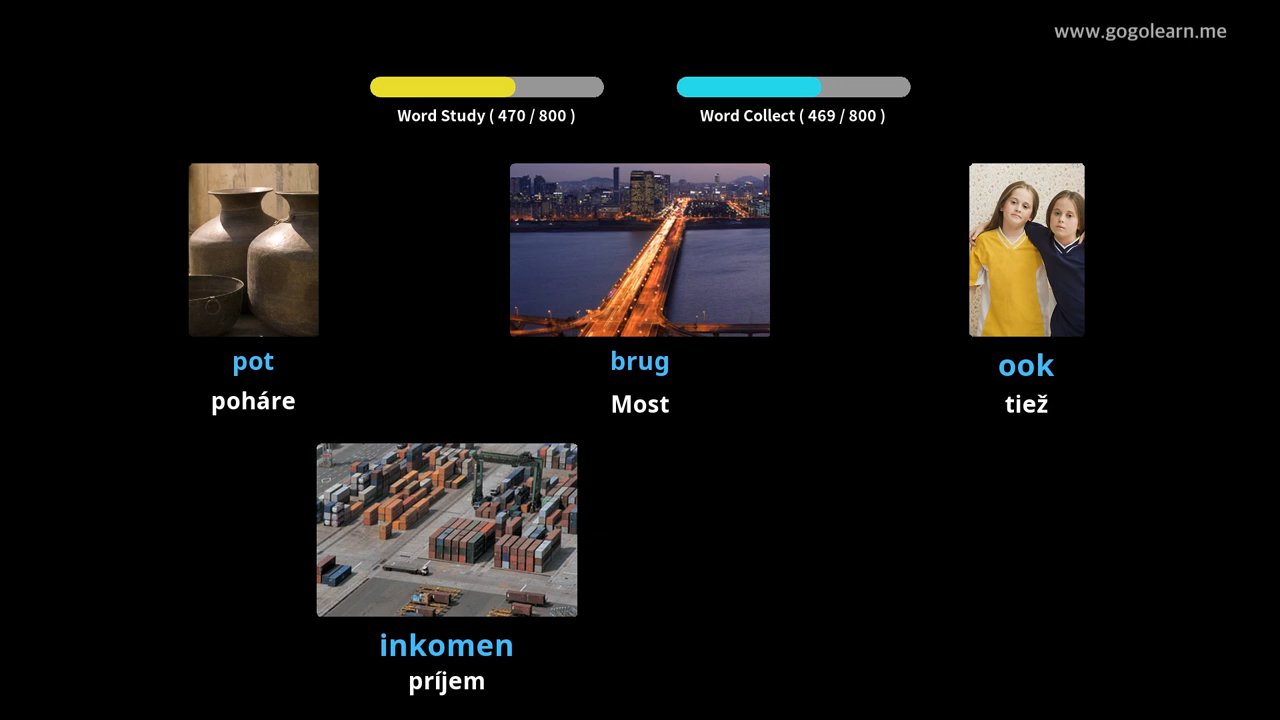 www.gogolearn.me
Word Study ( 470 / 800 )
Word Collect ( 469 / 800 )
pot
brug
ook
poháre
Most
tiež
inkomen
príjem